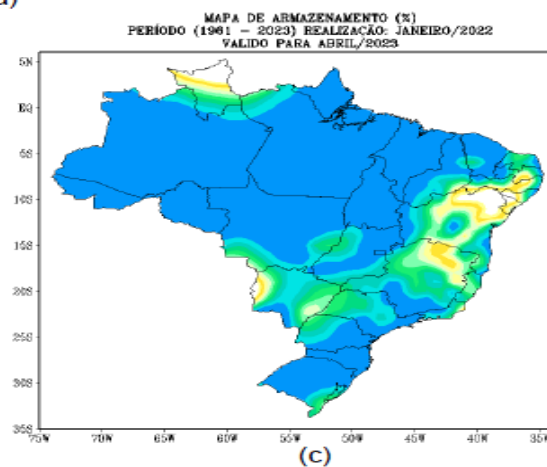 MAPA DE ARMAZENAMENTO (%)
PERÍODO (1961 - 2023) REALIZAÇÃO: JANEIRO/2022
VALIDO PARA ABRIL/2023
5N
EQ
5S
10S
15S
20S
25S
30S
35S
75W 70W 65W 60W 55W 50W 45W 40W 35W
(c)